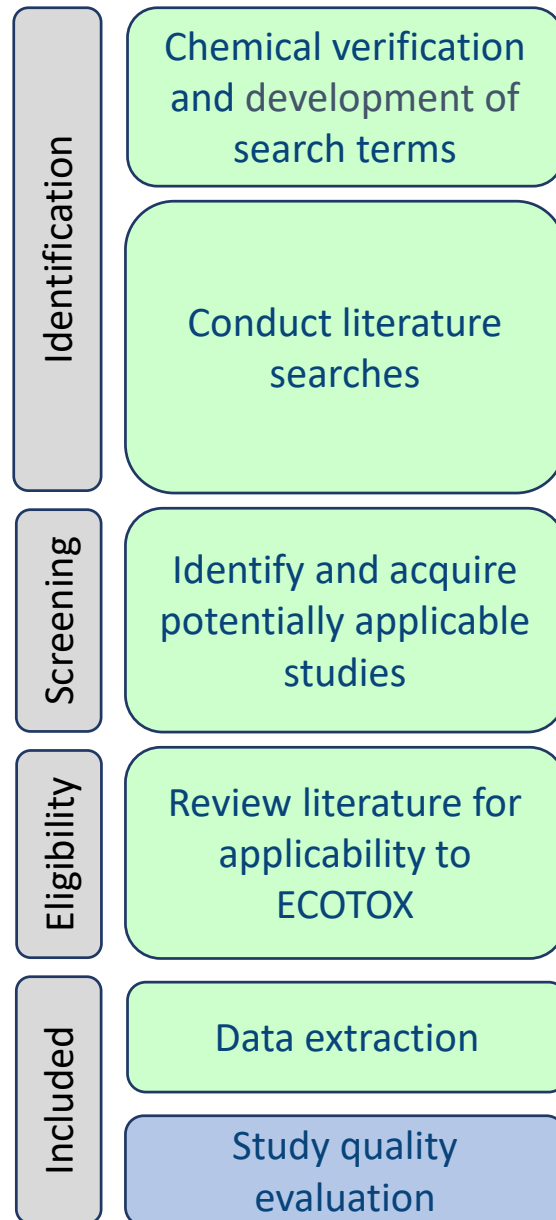 Identification
Chemical verification
and development of
search terms
Conduct literature
searches
Screening
Identify and acquire
potentially applicable
studies
Eligibility
Review literature for
applicability to
ECOTOX
Included
Data extraction
Study quality
evaluation